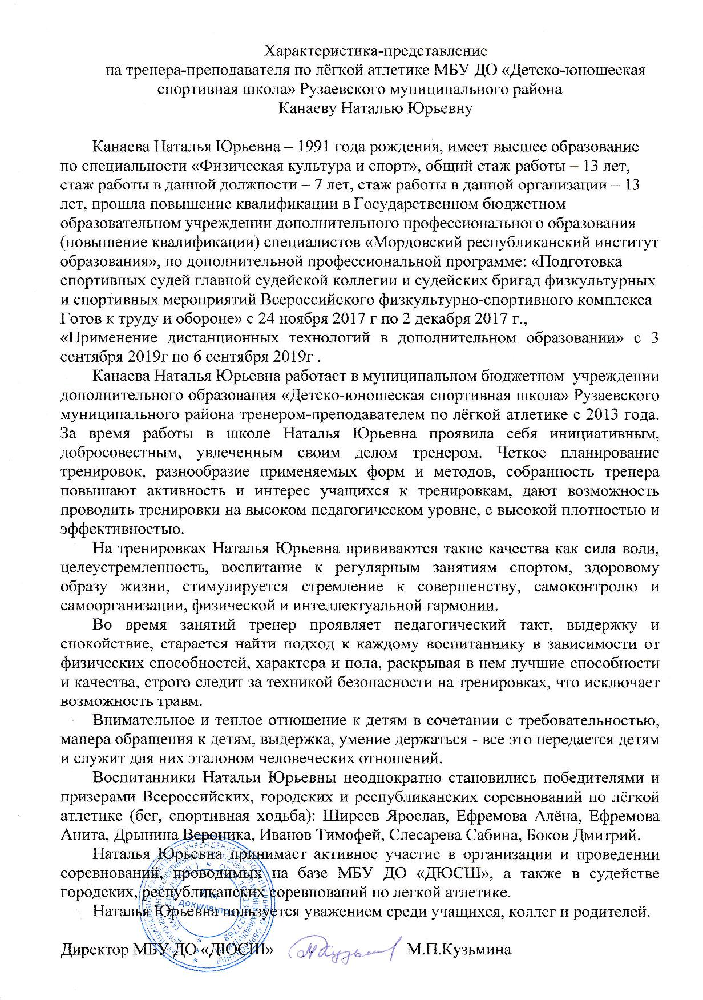 Характеристика-представление
на тренера-преподавателя по лёгкой атлетике МБУ ДО «Детско-юношеская
спортивная школа» Рузаевского муниципального района
Канаеву Наталью Юрьевну
Канаева Наталья Юрьевна – 1991 года рождения, имеет высшее образование
по специальности «Физическая культура и спорт», общий стаж работы – 13 лет,
стаж работы в данной должности – 7 лет, стаж работы в данной организации – 13
лет, прошла повышение квалификации в Государственном бюджетном
образовательном учреждении дополнительного профессионального образования
(повышение квалификации) специалистов «Мордовский республиканский институт
образования», по дополнительной профессиональной программе: «Подготовка
спортивных судей главной судейской коллегии и судейских бригад физкультурных
и спортивных мероприятий Всероссийского физкультурно-спортивного комплекса
Готов к труду и обороне» с 24 ноября 2017 г по 2 декабря 2017 г.,
«Применение дистанционных технологий в дополнительном образовании» с 3
сентября 2019г по 6 сентября 2019г .
Канаева Наталья Юрьевна работает в муниципальном бюджетном учреждении
дополнительного образования «Детско-юношеская спортивная школа» Рузаевского
муниципального района тренером-преподавателем по лёгкой атлетике с 2013 года.
За время работы в школе Наталья Юрьевна проявила себя инициативным,
добросовестным, увлеченным своим делом тренером. Четкое планирование
тренировок, разнообразие применяемых форм и методов, собранность тренера
повышают активность и интерес учащихся к тренировкам, дают возможность
проводить тренировки на высоком педагогическом уровне, с высокой плотностью и
эффективностью.
На тренировках Наталья Юрьевна прививаются такие качества как сила воли,
целеустремленность, воспитание к регулярным занятиям спортом, здоровому
образу жизни, стимулируется стремление к совершенству, самоконтролю и
самоорганизации, физической и интеллектуальной гармонии.
Во время занятий тренер проявляет педагогический такт, выдержку и
спокойствие, старается найти подход к каждому воспитаннику в зависимости от
физических способностей, характера и пола, раскрывая в нем лучшие способности
и качества, строго следит за техникой безопасности на тренировках, что исключает
возможность травм.
Внимательное и теплое отношение к детям в сочетании с требовательностью,
манера обращения к детям, выдержка, умение держаться - все это передается детям
и служит для них эталоном человеческих отношений.
Воспитанники Натальи Юрьевны неоднократно становились победителями и
призерами Всероссийских, городских и республиканских соревнований по лёгкой
атлетике (бег, спортивная ходьба): Ширеев Ярослав, Ефремова Алёна, Ефремова
Анита, Дрынина Вероника, Иванов Тимофей, Слесарева Сабина, Боков Дмитрий.
Наталья Юрьевна принимает активное участие в организации и проведении
соревнований, проводимых на базе МБУ ДО «ДЮСШ», а также в судействе
городских, республиканских соревнований по легкой атлетике.
Наталья Юрьевна пользуется уважением среди учащихся, коллег и родителей.
Для
документов
Директор МБУ ДО «ДЮСШ» М.П.Кузьмина